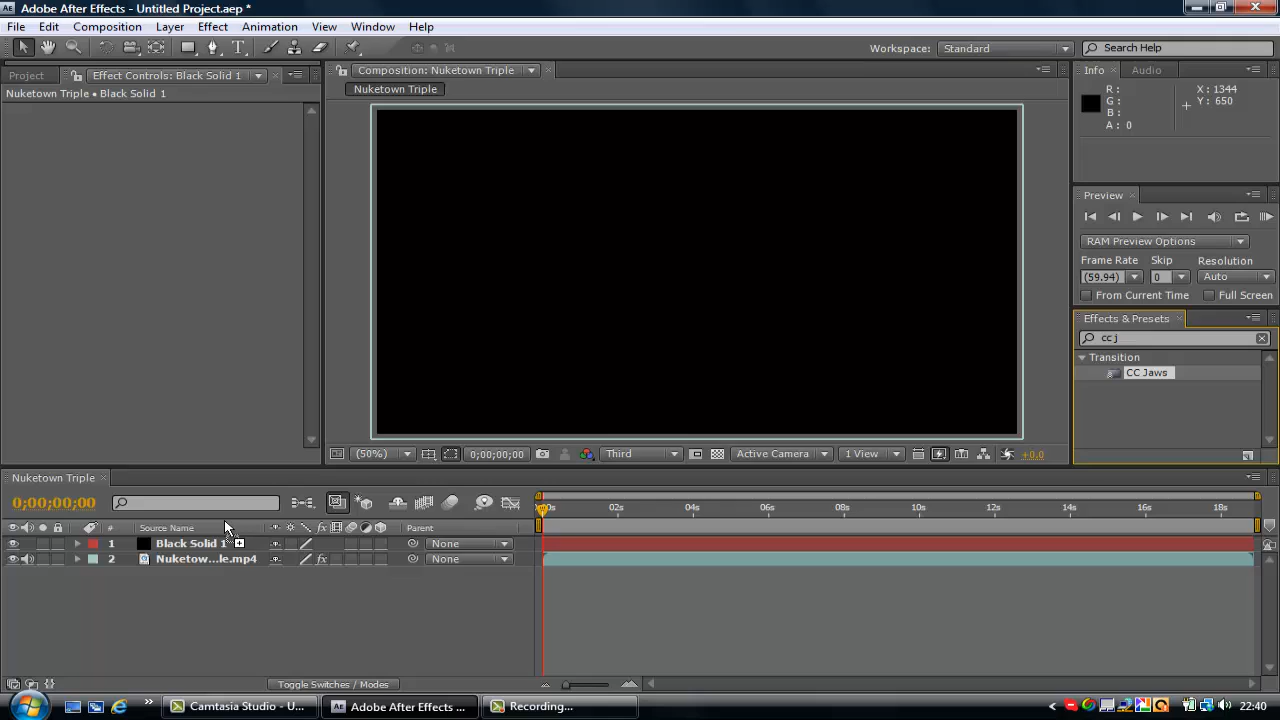 Adobe After Effects - Untitled Project.aep *
File Edit Composition Layer Effect Animation View Window Help
Workspace: Standard Search Help
Project Effect Controls: Black Solid 1 Composition: Nuketown Triple Info Audio
Nuketown Triple • Black Solid 1 Nuketown Triple
R: X: 1344
G: Y: 650
B:
A: 0
Preview
RAM Preview Options
Frame Rate Skip Resolution
(59.94) 0 Auto
From Current Time Full Screen
Effects & Presets
cc j
Transition
CC Jaws
(50%) 0;00;00;00 Third Active Camera 1 View +0.0
Nuketown Triple
0;00;00;00 02s 04s 06s 08s 10s 12s 14s 16s 18s
# Source Name fx Parent
1 Black Solid 1 None
2 Nuketow...le.mp4 fx None
Toggle Switches / Modes
Camtasia Studio - U... AE Adobe After Effects ... Recording... 22:40